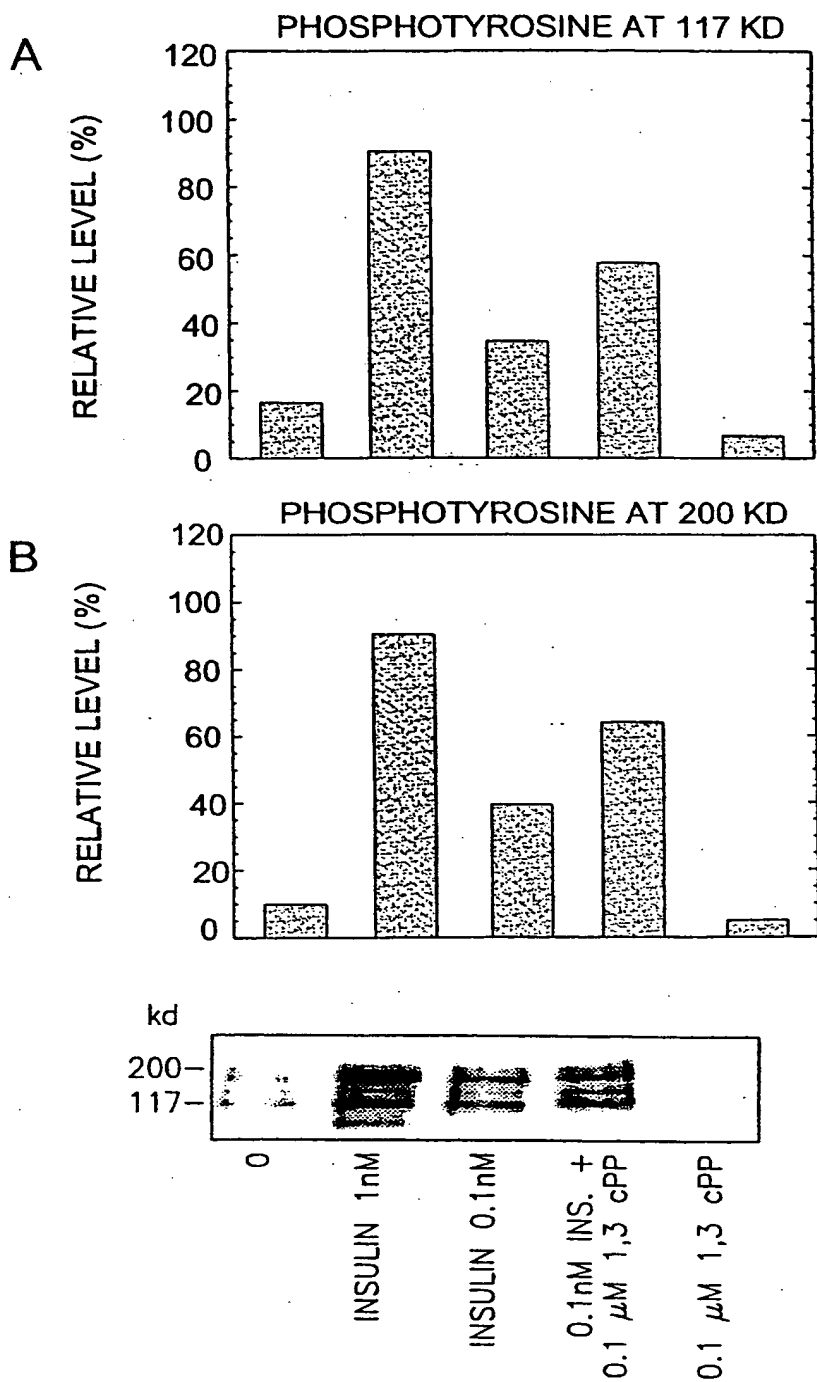 A
PHOSPHOTYROSINE AT 117 KD
RELATIVE LEVEL (%)
120
100
80
60
40
20
0
B
PHOSPHOTYROSINE AT 200 KD
RELATIVE LEVEL (%)
120
100
80
60
40
20
0
kd
200
117
0
INSULIN 1nM
INSULIN 0.1nM
0.1nM INS. +
0.1 μM 1,3 cPP
0.1 μM 1,3 cPP